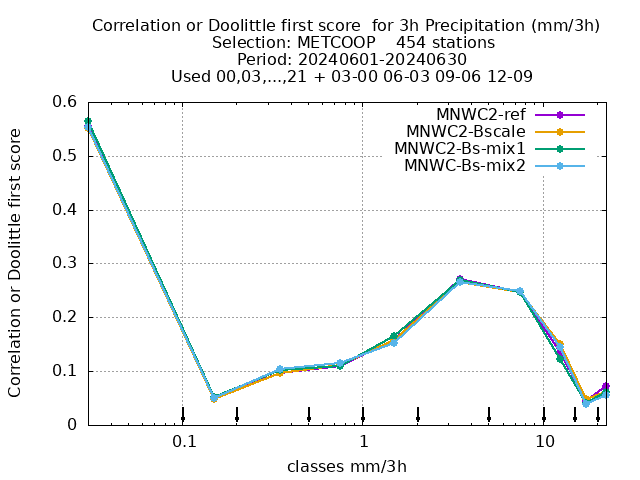 Correlation or Doolittle first score  for 3h Precipitation (mm/3h)
Selection: METCOOP    454 stations
Period: 20240601-20240630
Used 00,03,...,21 + 03-00 06-03 09-06 12-09
MNWC2-ref
MNWC2-Bscale
MNWC2-Bs-mix1
MNWC-Bs-mix2
Correlation or Doolittle first score
0.6
0.5
0.4
0.3
0.2
0.1
0
0.1
1
10
classes mm/3h